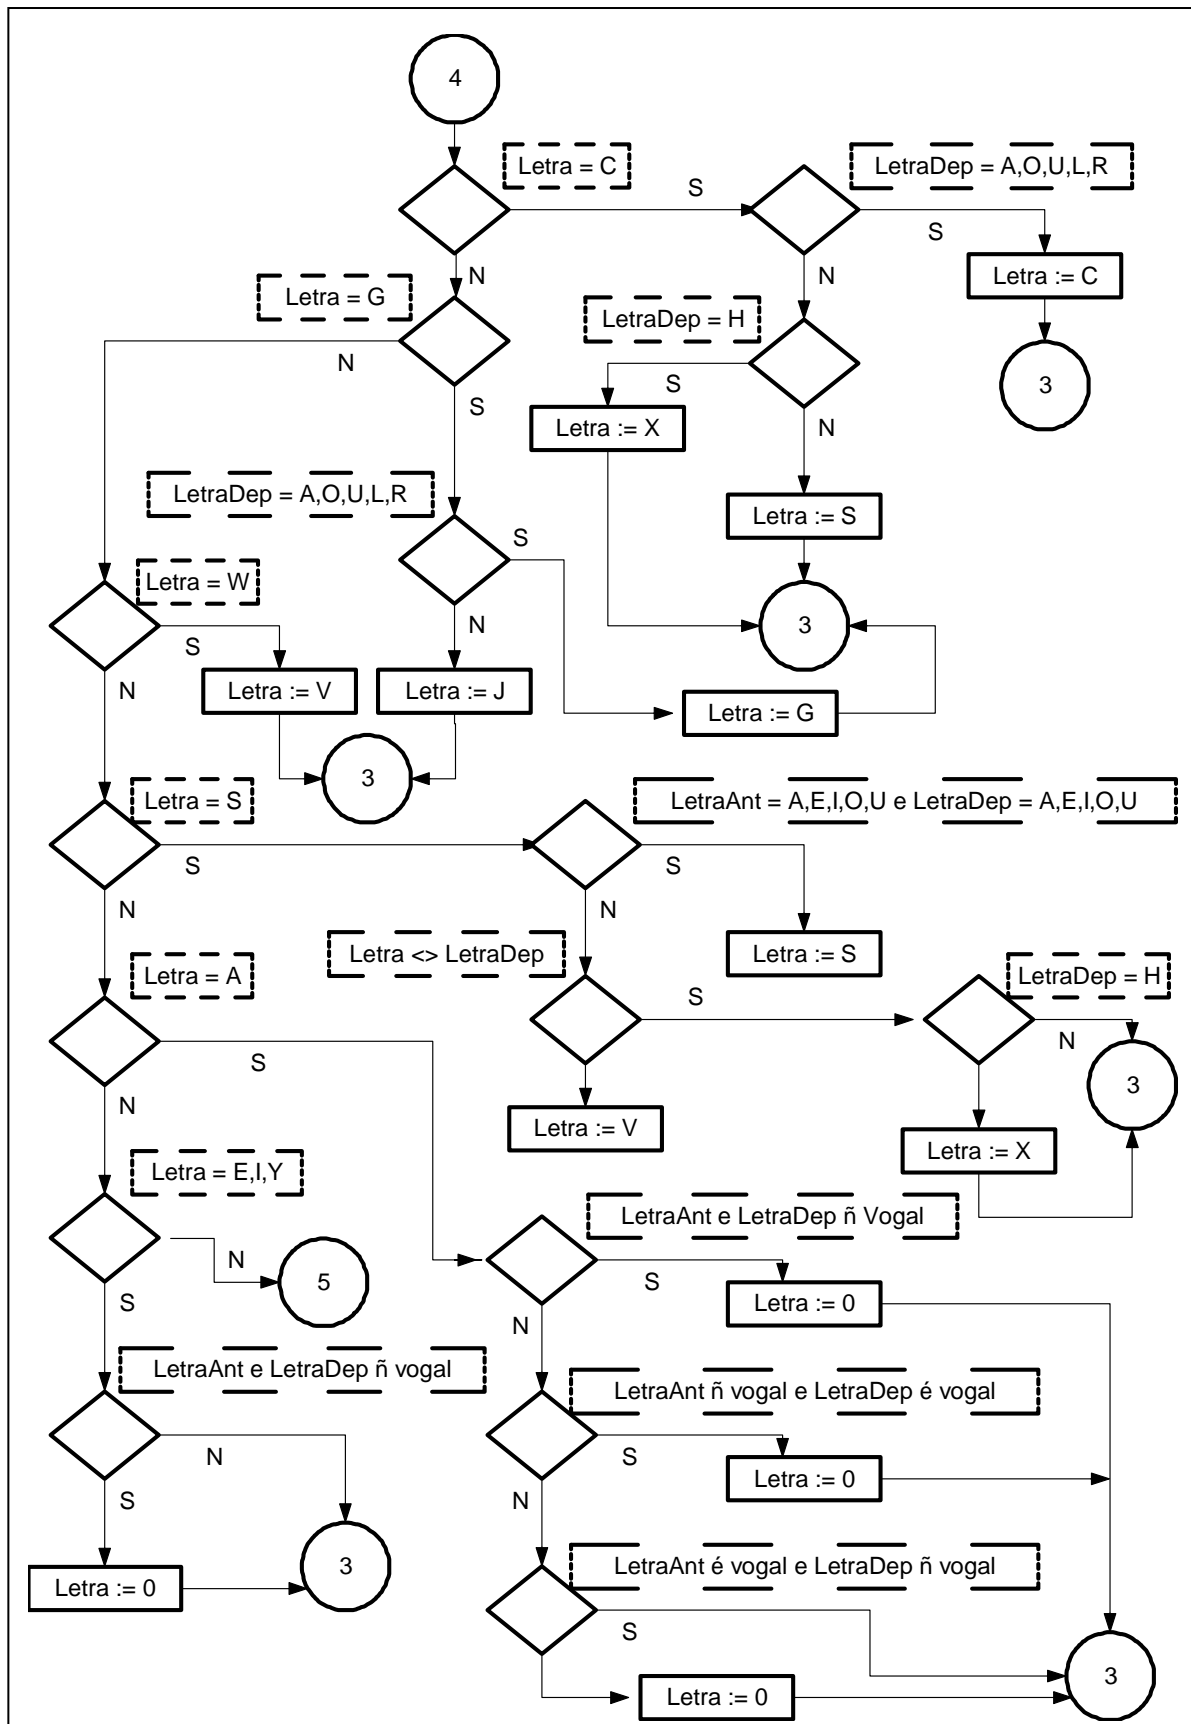 4
Letra = C
LetraDep = A,O,U,L,R
S
S
N
N
Letra = G
Letra := C
LetraDep = H
N
S
3
S
Letra := X
N
LetraDep = A,O,U,L,R
Letra := S
S
Letra = W
N
3
S
N
Letra := V
Letra := J
Letra := G
3
Letra = S
LetraAnt = A,E,I,O,U e LetraDep = A,E,I,O,U
S
S
N
N
Letra <> LetraDep
Letra := S
Letra = A
LetraDep = H
S
N
S
3
N
Letra := V
Letra := X
Letra = E,I,Y
LetraAnt e LetraDep ñ Vogal
N
5
S
S
Letra := 0
N
LetraAnt e LetraDep ñ vogal
LetraAnt ñ vogal e LetraDep é vogal
N
S
Letra := 0
S
N
3
LetraAnt é vogal e LetraDep ñ vogal
Letra := 0
S
3
Letra := 0